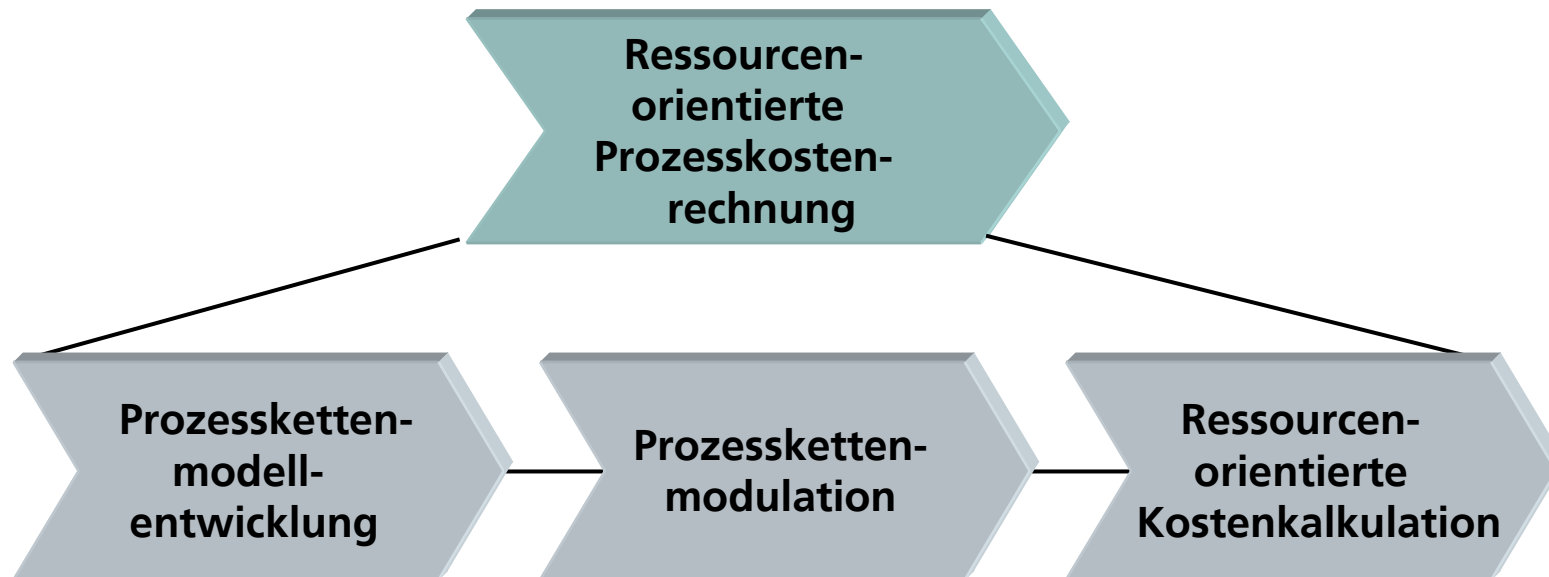 Ressourcen-
orientierte
Prozesskosten-
rechnung
Prozessketten-
modell-
entwicklung
Prozessketten-
modulation
Ressourcen-
orientierte
Kostenkalkulation